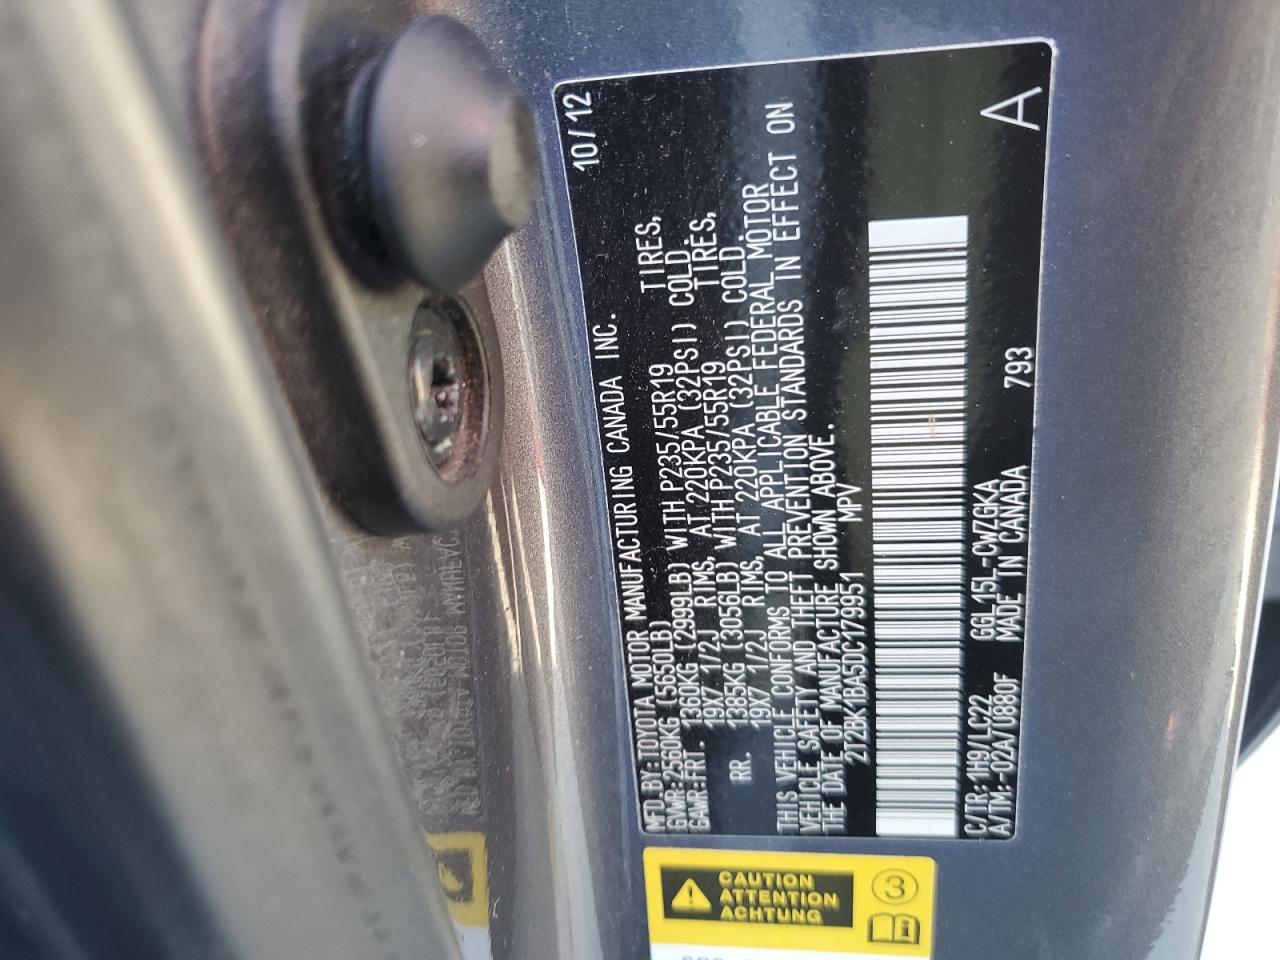 MFD.BY:TOYOTA MOTOR MANUFACTURING CANADA INC. 10/12
GVWR:2560KG (5650LB)
GAWR:FRT. 1360KG (2999LB) WITH P235/55R19 TIRES,
19X7 1/2J RIMS, AT 220KPA (32PSI) COLD.
RR. 1385KG (3056LB) WITH P235/55R19 TIRES,
19X7 1/2J RIMS, AT 220KPA (32PSI) COLD.
THIS VEHICLE CONFORMS TO ALL APPLICABLE FEDERAL MOTOR
VEHICLE SAFETY AND THEFT PREVENTION STANDARDS IN EFFECT ON
THE DATE OF MANUFACTURE SHOWN ABOVE.
2T2BK1BA5DC179951 MPV
C/TR: 1H9/LC22 GGL15L-CWZGKA
A/TM: -02A/U880F MADE IN CANADA 793 A
CAUTION
ATTENTION
ACHTUNG
3